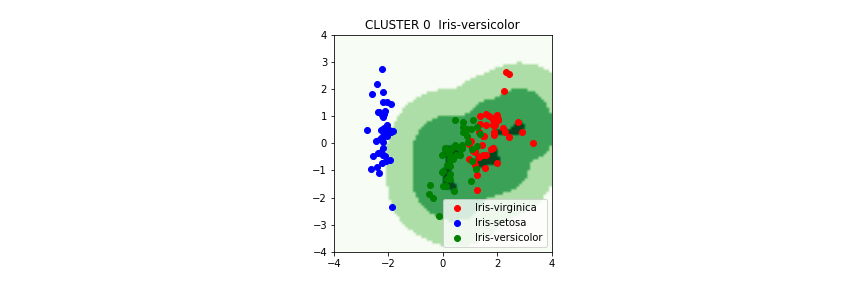 CLUSTER 0  Iris-versicolor
4
3
2
1
0
−1
−2
−3
−4
Iris-virginica
Iris-setosa
Iris-versicolor
−4 −2 0 2 4